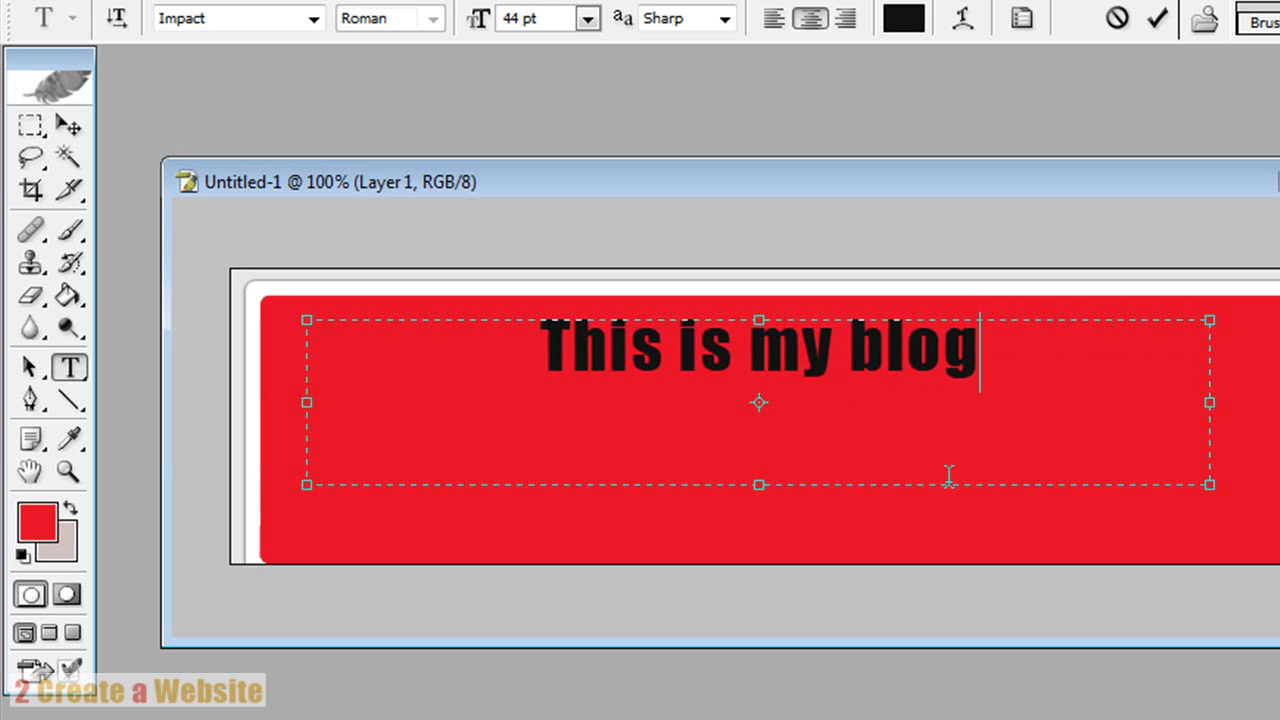 T Impact Roman 44 pt aa Sharp Brus
Untitled-1 @ 100% (Layer 1, RGB/8)
This is my blog
T
2 Create a Website